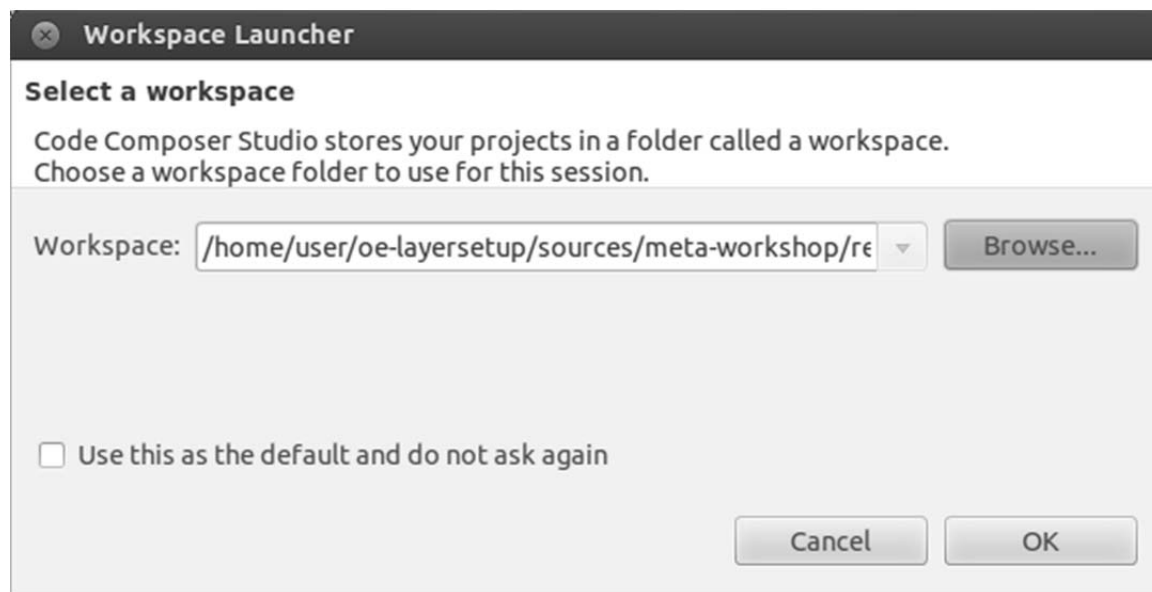 Workspace Launcher
Select a workspace
Code Composer Studio stores your projects in a folder called a workspace.
Choose a workspace folder to use for this session.
Workspace: /home/user/oe-layersetup/sources/meta-workshop/re Browse...
Use this as the default and do not ask again
Cancel OK